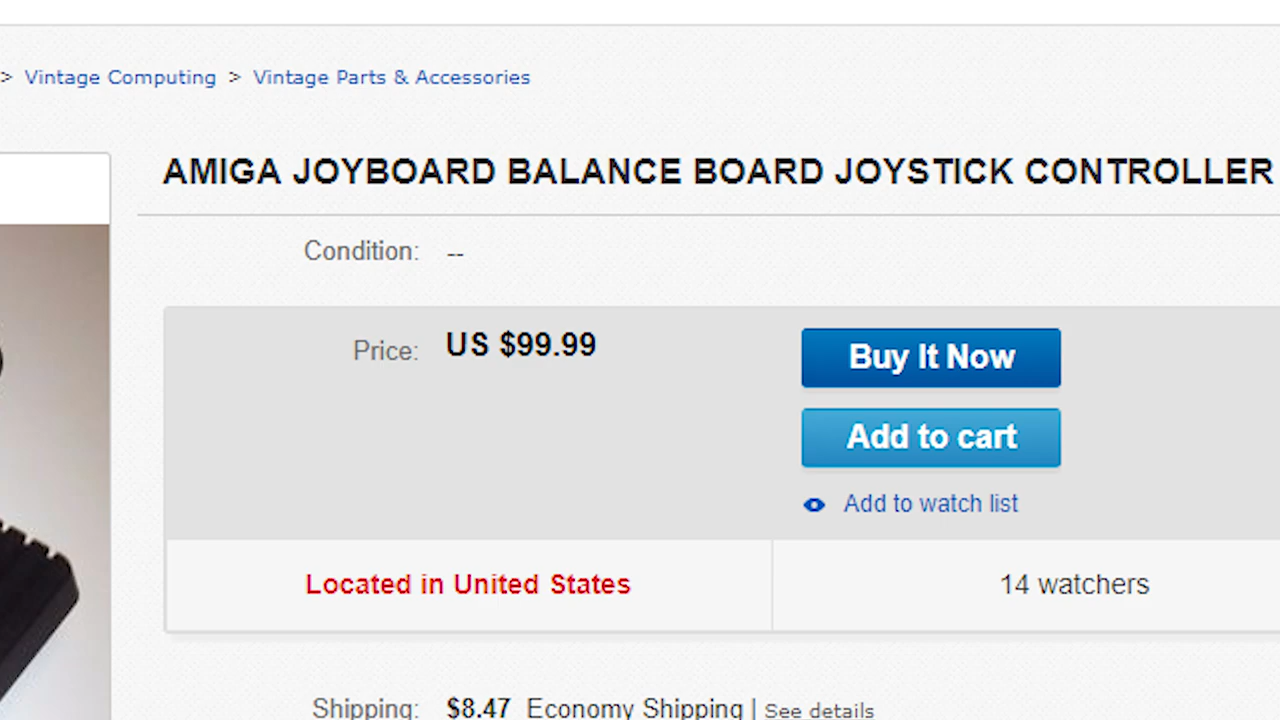 > Vintage Computing > Vintage Parts & Accessories
AMIGA JOYBOARD BALANCE BOARD JOYSTICK CONTROLLER
Condition: --
Price: US $99.99
Buy It Now
Add to cart
Add to watch list
Located in United States
14 watchers
Shipping: $8.47 Economy Shipping | See details